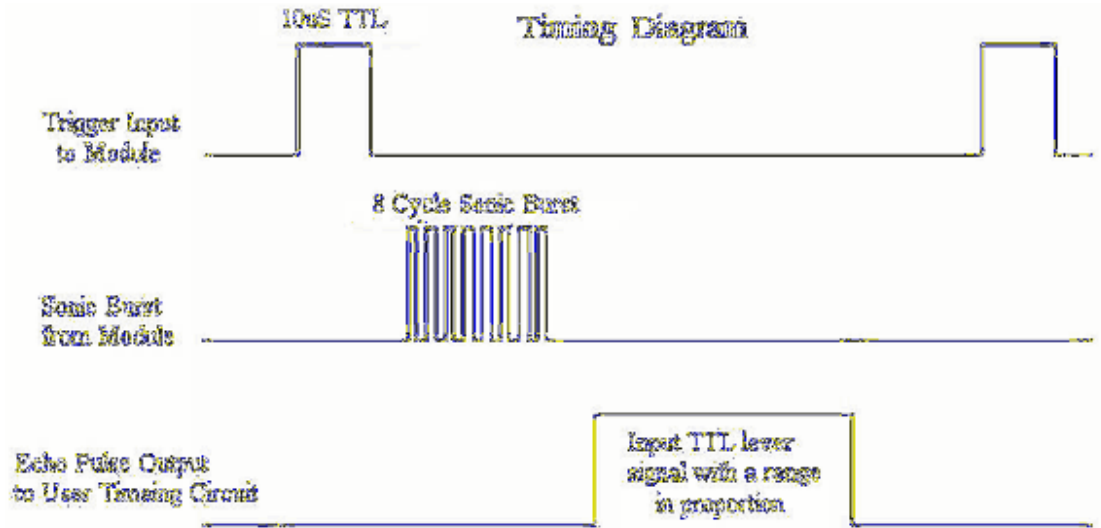 10uS TTL
Timing Diagram
Trigger Input
to Module
8 Cycle Sonic Burst
Sonic Burst
from Module
Echo Pulse Output
to User Timeing Circuit
Input TTL lever
signal with a range
in proportion